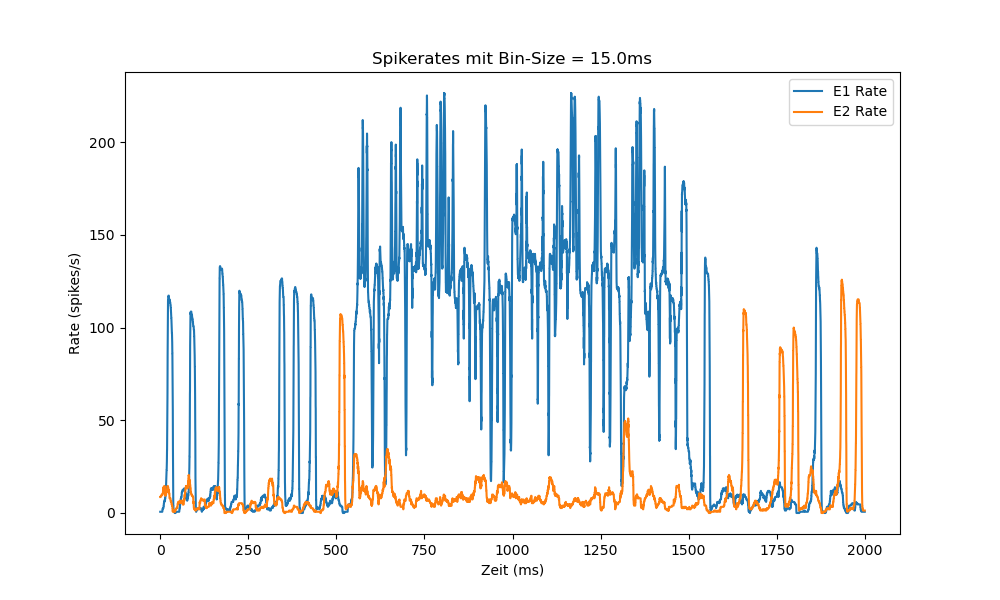 Spikerates mit Bin-Size = 15.0ms
E1 Rate
E2 Rate
Rate (spikes/s)
200
150
100
50
0
0 250 500 750 1000 1250 1500 1750 2000
Zeit (ms)